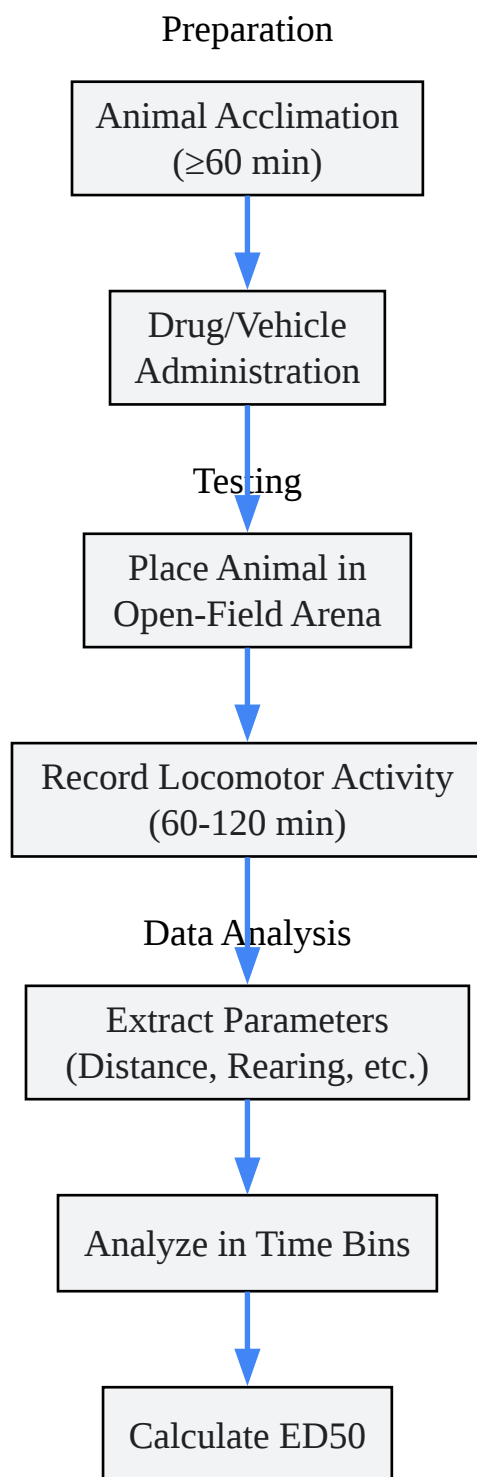 Preparation
Animal Acclimation
(≥60 min)
Drug/Vehicle
Administration
Testing
Place Animal in
Open-Field Arena
Record Locomotor Activity
(60-120 min)
Data Analysis
Extract Parameters
(Distance, Rearing, etc.)
Analyze in Time Bins
Calculate ED50